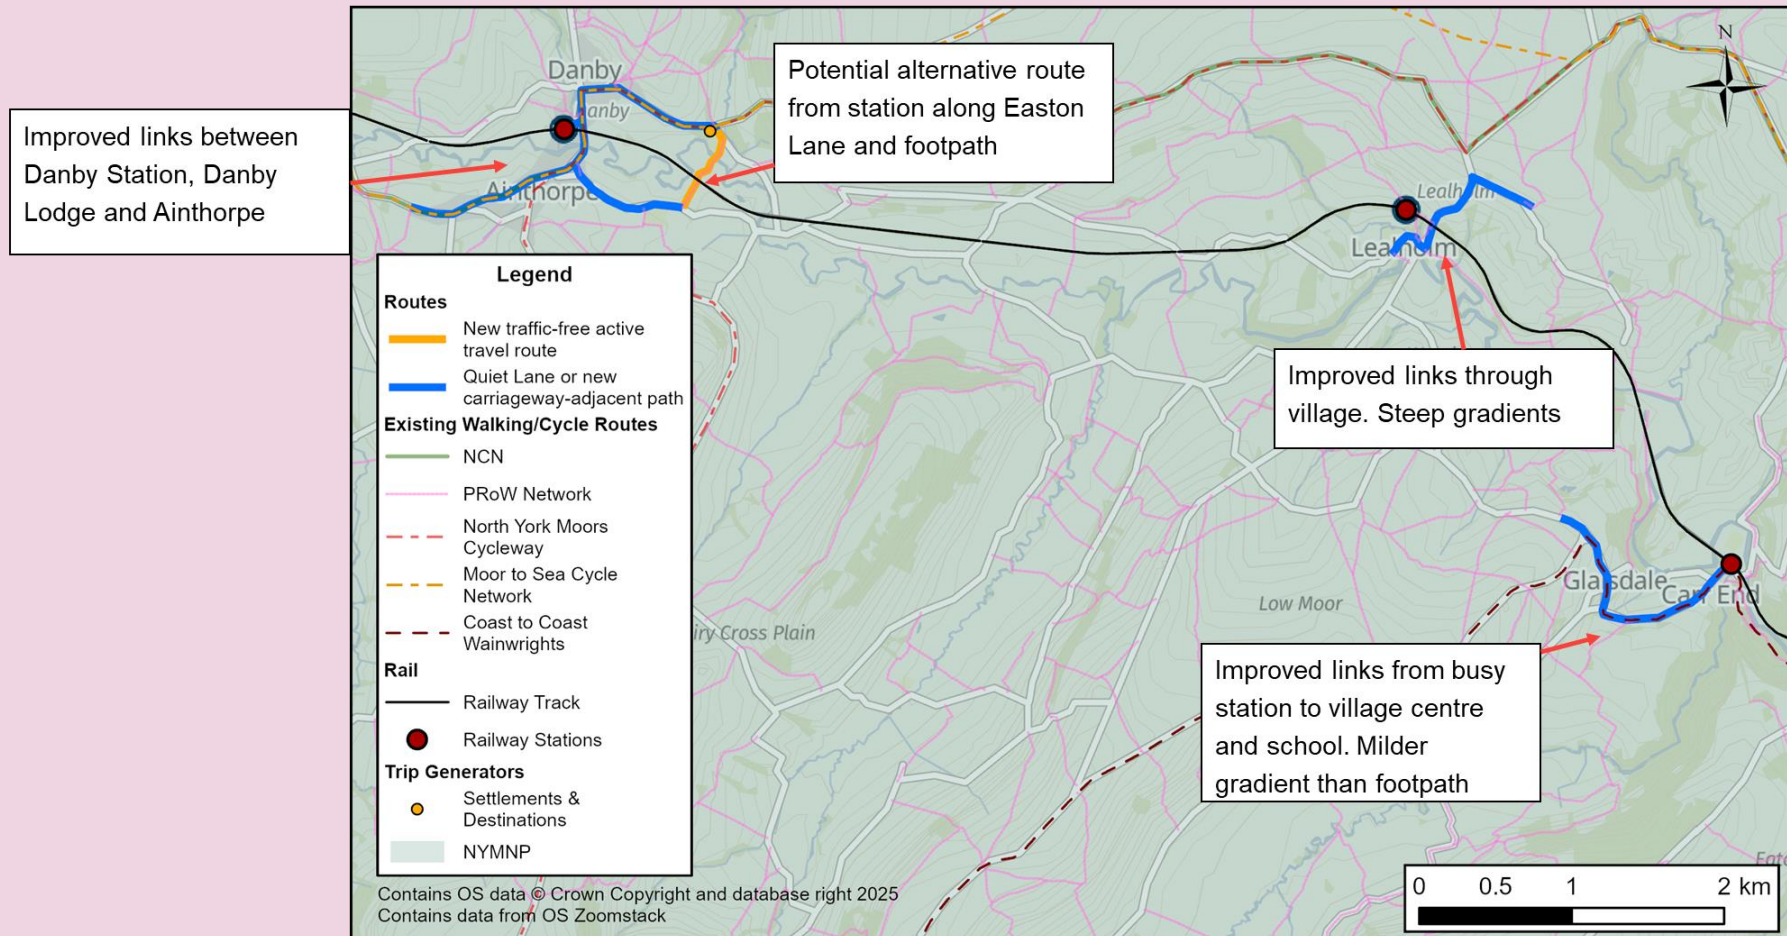 Improved links between
Danby Station, Danby
Lodge and Ainthorpe
Danby
Danby
Ainthorpe
Potential alternative route
from station along Easton
Lane and footpath
N
Lealholm
Lealholm
Improved links through
village. Steep gradients
Glaisdale
Carr End
Low Moor
iry Cross Plain
Improved links from busy
station to village centre
and school. Milder
gradient than footpath
Legend
Routes
New traffic-free active
travel route
Quiet Lane or new
carriageway-adjacent path
Existing Walking/Cycle Routes
NCN
PRoW Network
North York Moors
Cycleway
Moor to Sea Cycle
Network
Coast to Coast
Wainwrights
Rail
Railway Track
Railway Stations
Trip Generators
Settlements &
Destinations
NYMNP
Contains OS data © Crown Copyright and database right 2025
Contains data from OS Zoomstack
0 0.5 1 2 km